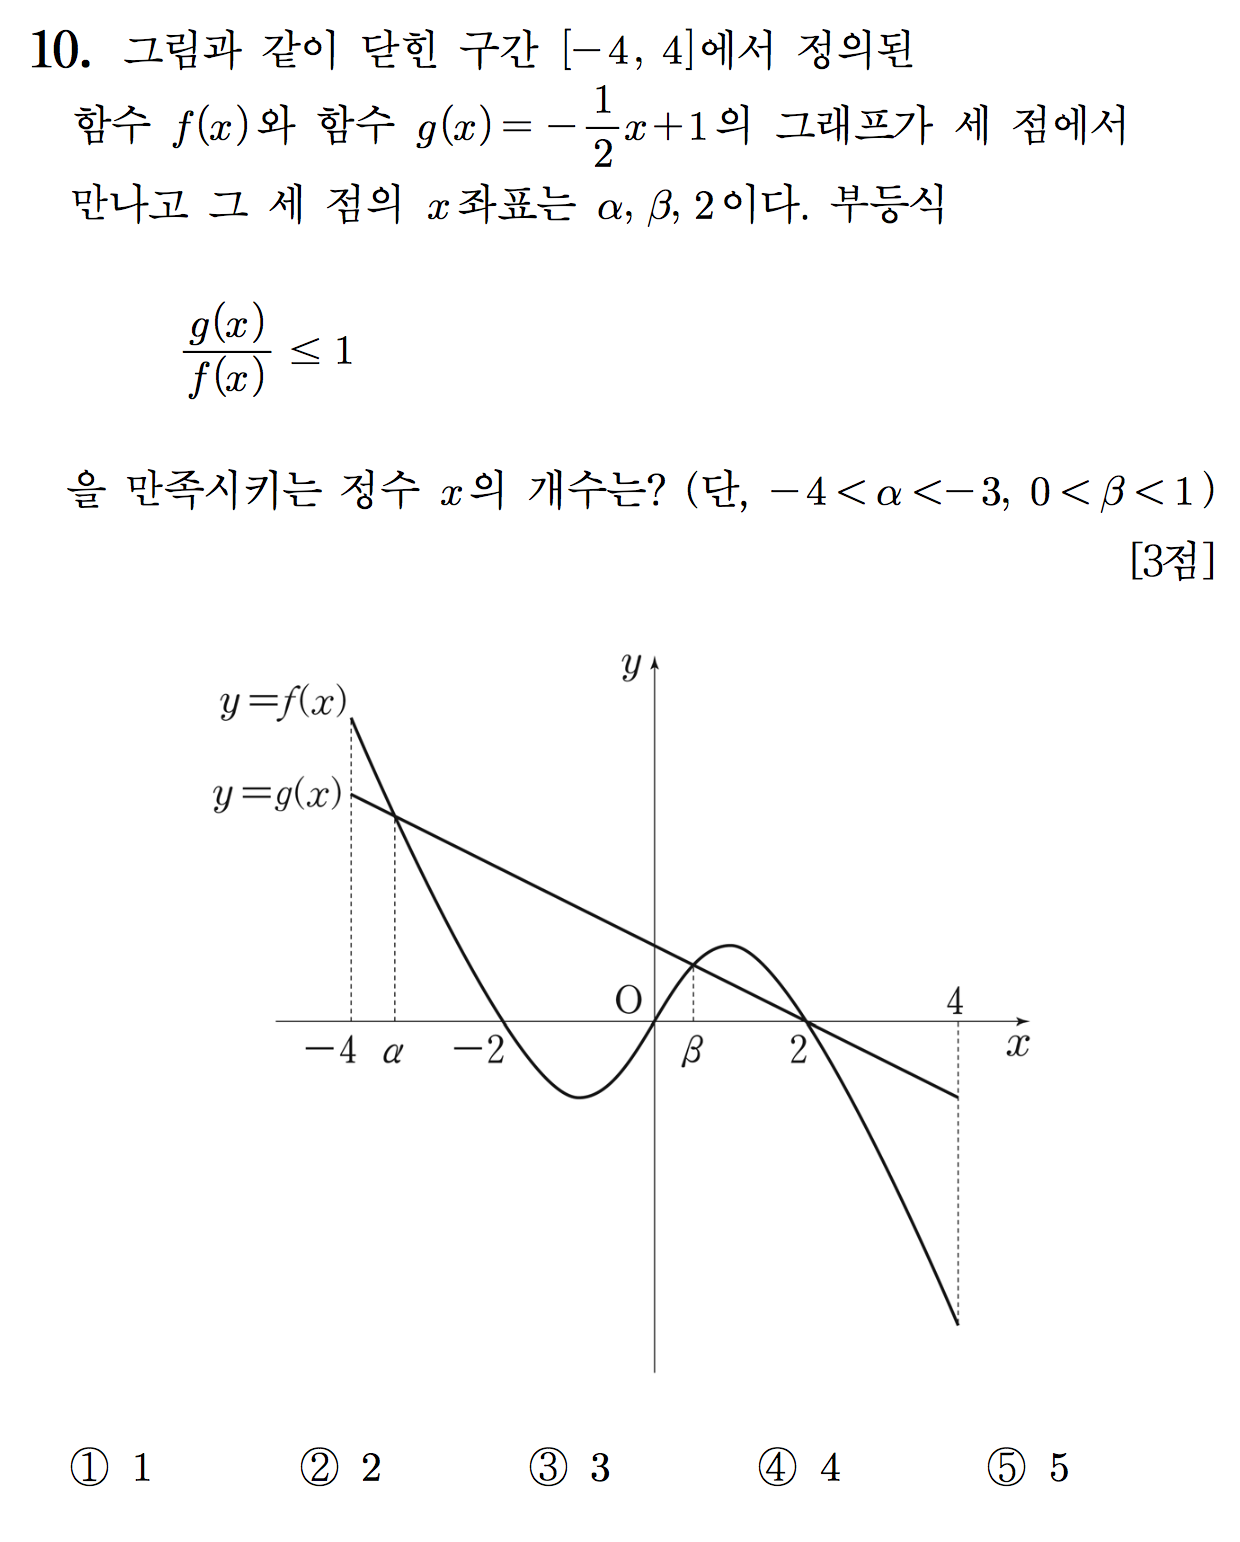 10. 그림과 같이 닫힌 구간 [−4, 4]에서 정의된
함수 f(x)와 함수 g(x)=−\frac{1}{2}x+1의 그래프가 세 점에서
만나고 그 세 점의 x좌표는 α, β, 2이다. 부등식
\frac{g(x)}{f(x)} ≤ 1
을 만족시키는 정수 x의 개수는? (단, −4<α<−3, 0<β<1)
[3점]
y
y=f(x)
y=g(x)
O
4
−4 α −2 β 2 x
① 1 ② 2 ③ 3 ④ 4 ⑤ 5